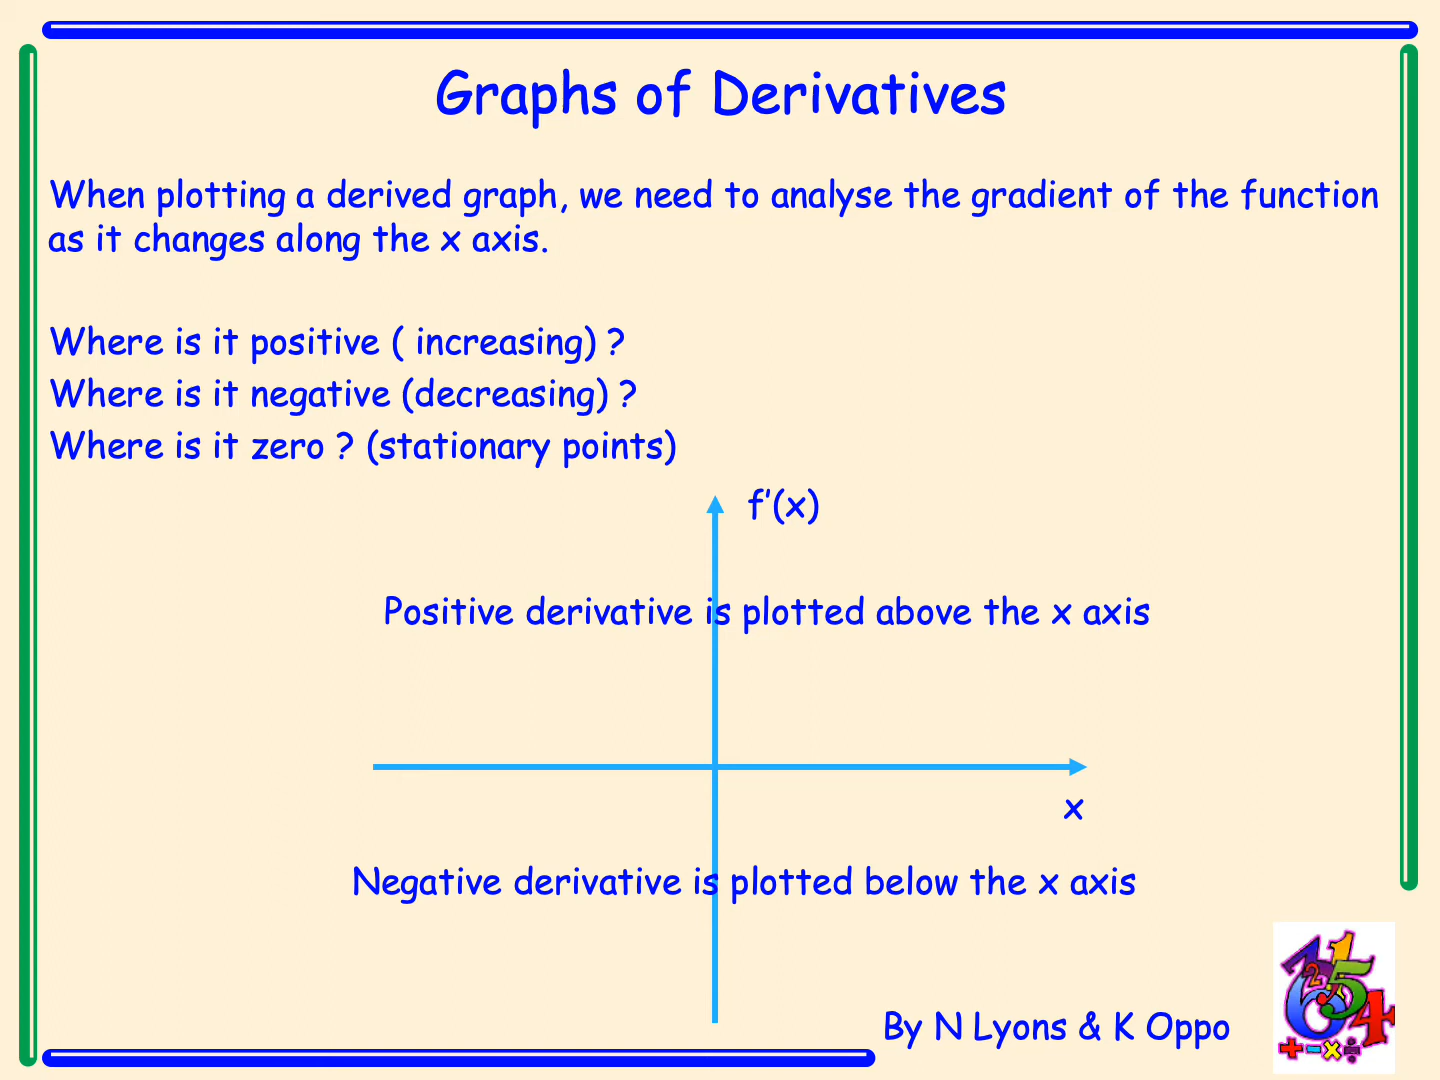 Graphs of Derivatives
When plotting a derived graph, we need to analyse the gradient of the function
as it changes along the x axis.
Where is it positive ( increasing) ?
Where is it negative (decreasing) ?
Where is it zero ? (stationary points)
f’(x)
Positive derivative is plotted above the x axis
x
Negative derivative is plotted below the x axis
By N Lyons & K Oppo